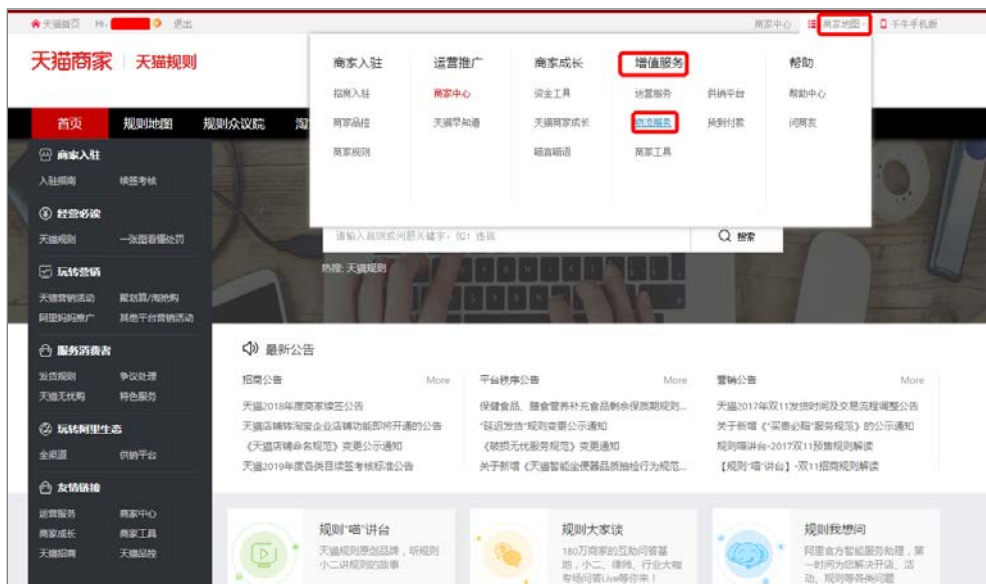 天猫首页 Hi, 退出
商家中心 商家地图 千牛手机版
天猫商家 天猫规则
商家入驻 运营推广 商家成长 增值服务 帮助
招商入驻 商家中心 资金工具 运营服务 供销平台 帮助中心
商家品控 天猫早知道 天猫商家成长 物流服务 货到付款 问商友
商家规则 喵言喵语 商家工具
首页 规则地图 规则众议院 淘
商家入驻
入驻指南 续签考核
经营必读
天猫规则 一张图看懂处罚
玩转营销
天猫营销活动 聚划算/淘抢购
阿里妈妈推广 其他平台营销活动
服务消费者
发货规则 争议处理
天猫无忧购 特色服务
玩转阿里生态
全渠道 供销平台
友情链接
运营服务 商家中心
商家成长 商家工具
天猫招商 天猫品控
请输入规则或问题关键字,如:违规
搜索
热搜: 天猫规则
最新公告
招商公告 More
天猫2018年度商家续签公告
天猫店铺转淘宝企业店铺功能即将开通的公告
《天猫店铺命名规范》变更公示通知
天猫2019年度各类目续签考核标准公告
平台秩序公告 More
保健食品、膳食营养补充食品剩余保质期规则...
“延迟发货”规则变更公示通知
《破损无忧服务规范》变更通知
关于新增《天猫智能坐便器品质抽检行为规范...
营销公告 More
天猫2017年双11发货时间及交易流程调整公告
关于新增《“买贵必赔”服务规范》的公示通知
规则喵讲台-2017双11预售规则解读
【规则“喵”讲台】-双11招商规则解读
规则“喵”讲台
天猫规则原创品牌,听规则
小二讲规则的故事
规则大家谈
180万商家的互助问答基
地,小二、律师、行业大咖
专场问答Live等你来!
规则我想问
阿里官方智能服务助理,第
一时间为您解决开店、活
动、规则等各类问题